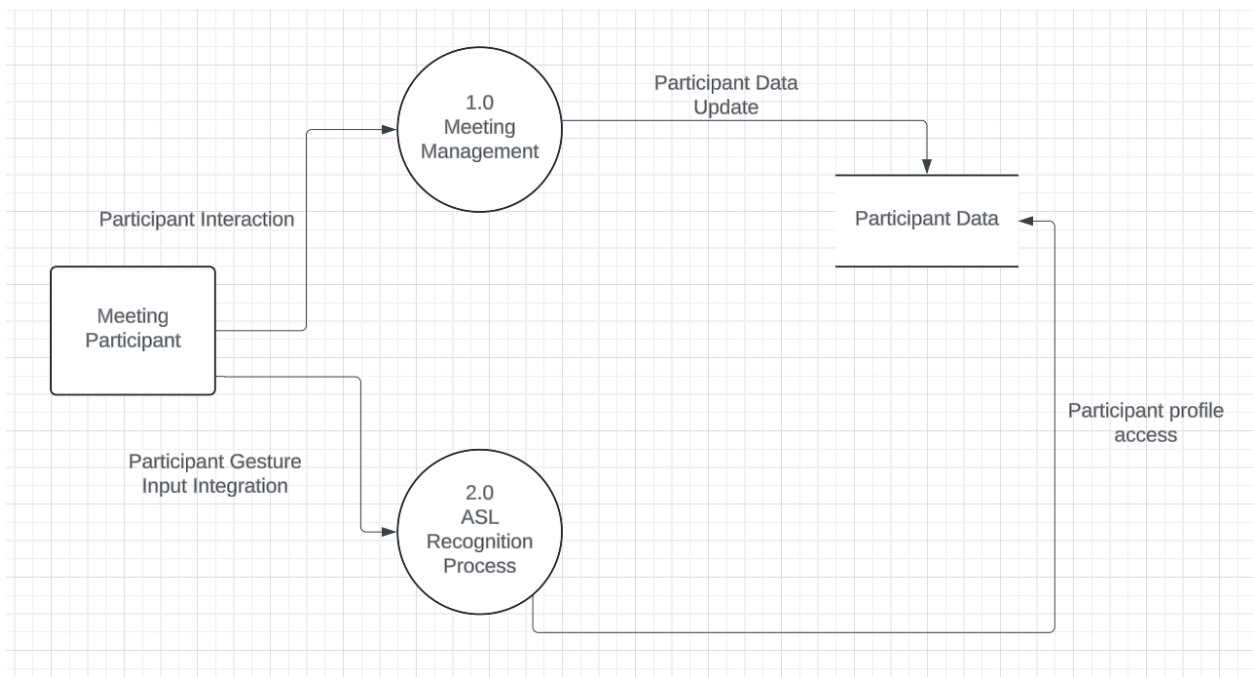 1.0
Meeting
Management
Participant Data
Update
Participant Interaction
Participant Data
Meeting
Participant
Participant profile
access
Participant Gesture
Input Integration
2.0
ASL
Recognition
Process